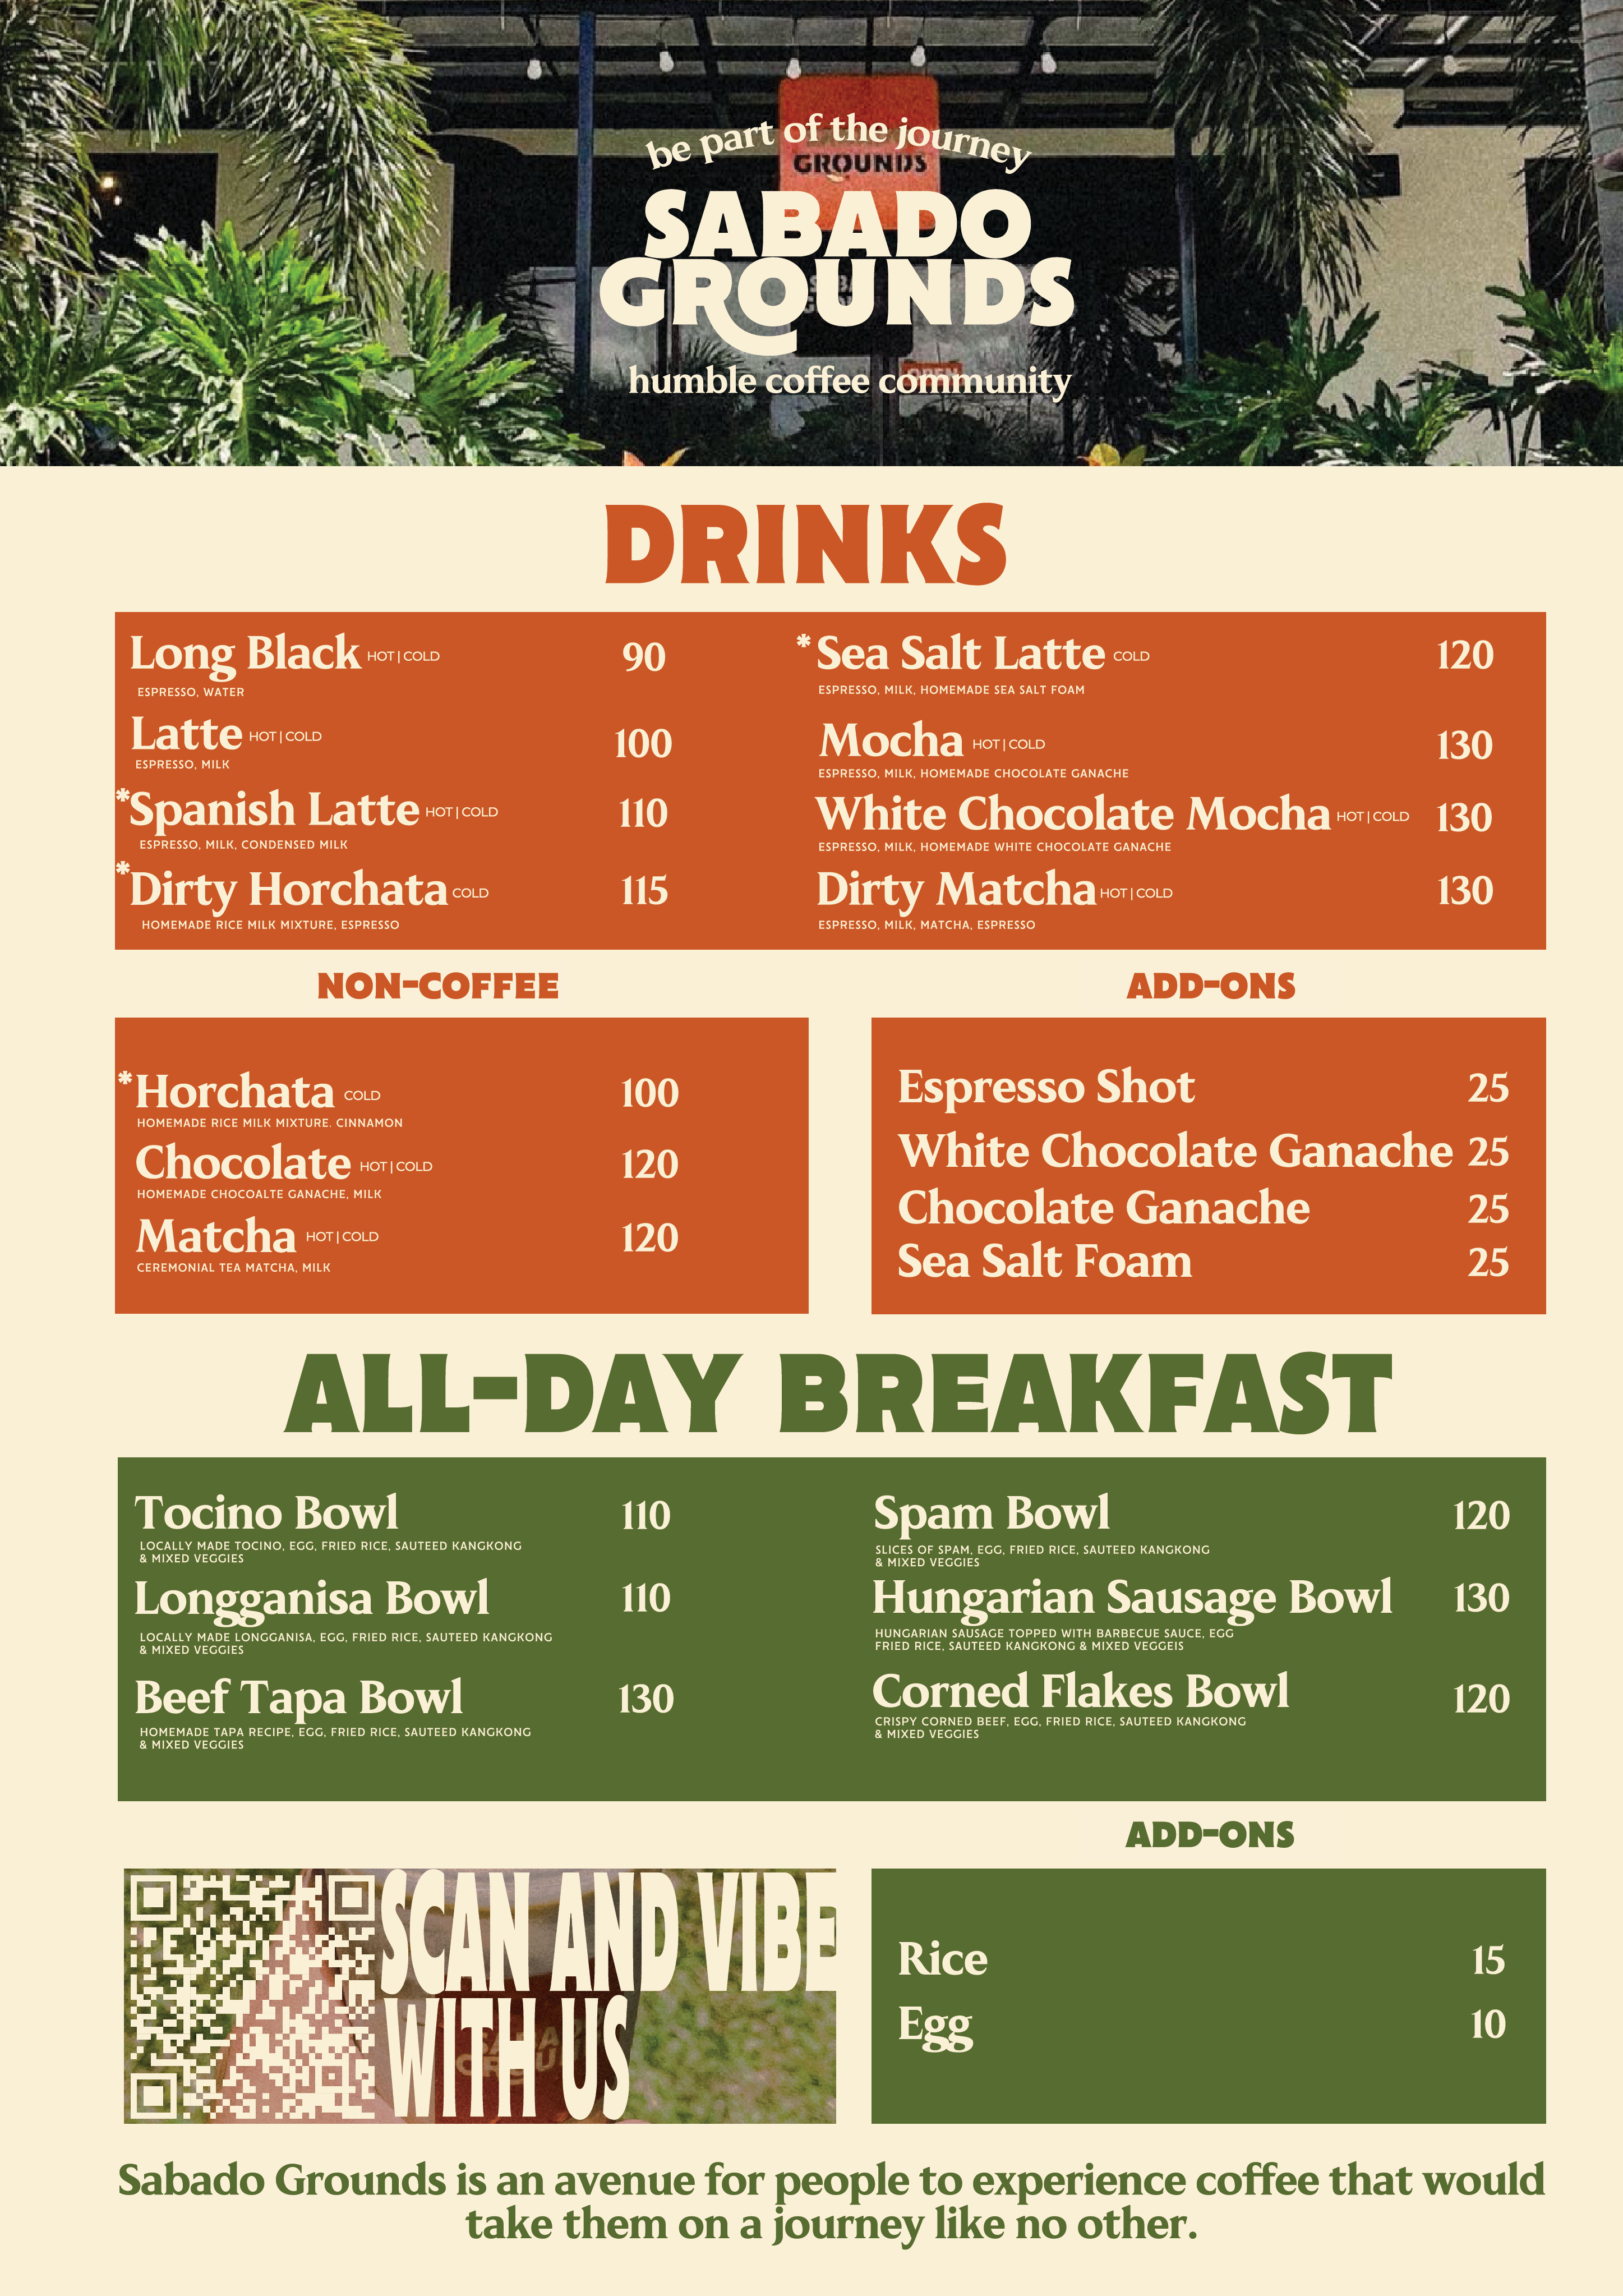 be part of the journey
GROUNDS
SABADO
GROUNDS
OPEN
humble coffee community
DRINKS
Long Black HOT | COLD 90
ESPRESSO, WATER
Latte HOT | COLD 100
ESPRESSO, MILK
*Spanish Latte HOT | COLD 110
ESPRESSO, MILK, CONDENSED MILK
*Dirty Horchata COLD 115
HOMEMADE RICE MILK MIXTURE, ESPRESSO
*Sea Salt Latte COLD 120
ESPRESSO, MILK, HOMEMADE SEA SALT FOAM
Mocha HOT | COLD 130
ESPRESSO, MILK, HOMEMADE CHOCOLATE GANACHE
White Chocolate Mocha HOT | COLD 130
ESPRESSO, MILK, HOMEMADE WHITE CHOCOLATE GANACHE
Dirty Matcha HOT | COLD 130
ESPRESSO, MILK, MATCHA, ESPRESSO
NON-COFFEE
*Horchata COLD 100
HOMEMADE RICE MILK MIXTURE. CINNAMON
Chocolate HOT | COLD 120
HOMEMADE CHOCOALTE GANACHE, MILK
Matcha HOT | COLD 120
CEREMONIAL TEA MATCHA, MILK
ADD-ONS
Espresso Shot 25
White Chocolate Ganache 25
Chocolate Ganache 25
Sea Salt Foam 25
ALL-DAY BREAKFAST
Tocino Bowl 110
LOCALLY MADE TOCINO, EGG, FRIED RICE, SAUTEED KANGKONG
& MIXED VEGGIES
Longganisa Bowl 110
LOCALLY MADE LONGGANISA, EGG, FRIED RICE, SAUTEED KANGKONG
& MIXED VEGGIES
Beef Tapa Bowl 130
HOMEMADE TAPA RECIPE, EGG, FRIED RICE, SAUTEED KANGKONG
& MIXED VEGGIES
Spam Bowl 120
SLICES OF SPAM, EGG, FRIED RICE, SAUTEED KANGKONG
& MIXED VEGGIES
Hungarian Sausage Bowl 130
HUNGARIAN SAUSAGE TOPPED WITH BARBECUE SAUCE, EGG
FRIED RICE, SAUTEED KANGKONG & MIXED VEGGEIS
Corned Flakes Bowl 120
CRISPY CORNED BEEF, EGG, FRIED RICE, SAUTEED KANGKONG
& MIXED VEGGIES
SCAN AND VIBE
WITH US
ADD-ONS
Rice 15
Egg 10
Sabado Grounds is an avenue for people to experience coffee that would
take them on a journey like no other.